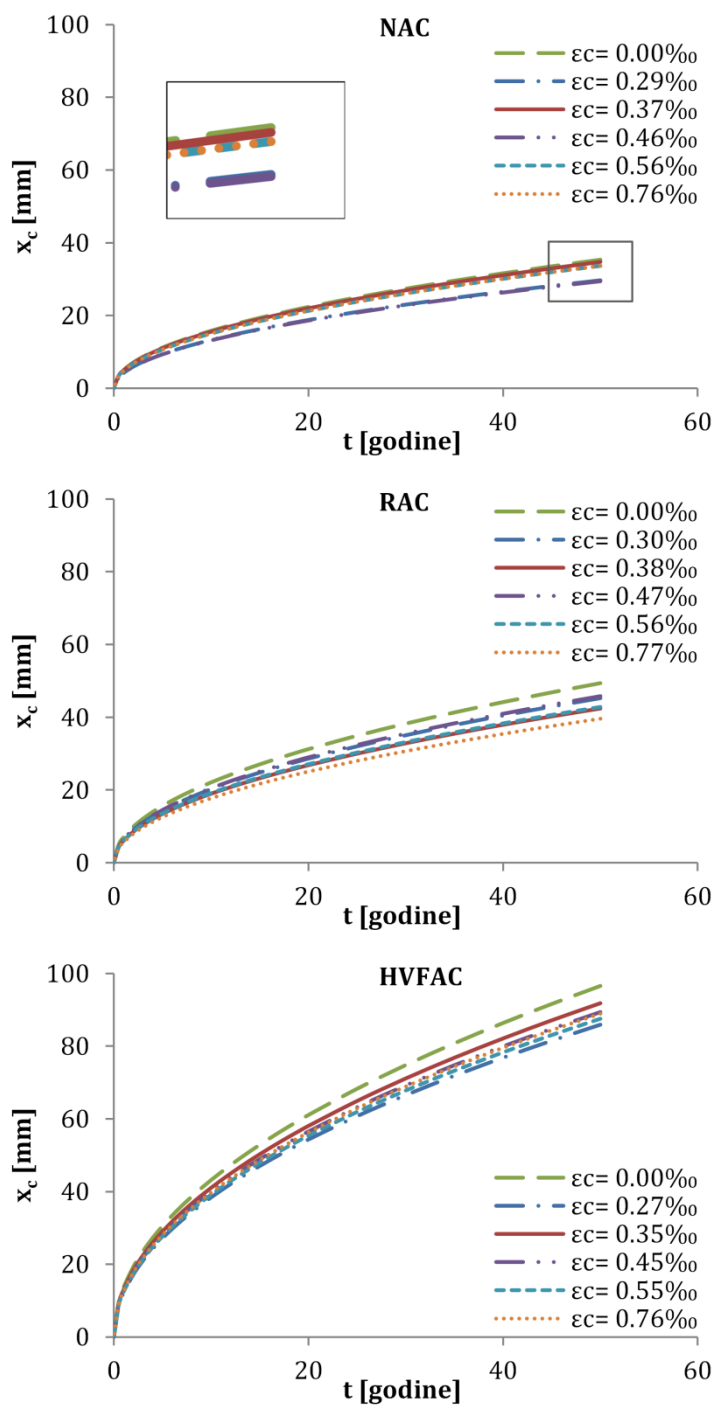 NAC
100
80
60
40
20
0
x_c [mm]
εc= 0.00‰
εc= 0.29‰
εc= 0.37‰
εc= 0.46‰
εc= 0.56‰
εc= 0.76‰
0 20 40 60
t [godine]
RAC
100
80
60
40
20
0
x_c [mm]
εc= 0.00‰
εc= 0.30‰
εc= 0.38‰
εc= 0.47‰
εc= 0.56‰
εc= 0.77‰
0 20 40 60
t [godine]
HVFAC
100
80
60
40
20
0
x_c [mm]
εc= 0.00‰
εc= 0.27‰
εc= 0.35‰
εc= 0.45‰
εc= 0.55‰
εc= 0.76‰
0 20 40 60
t [godine]